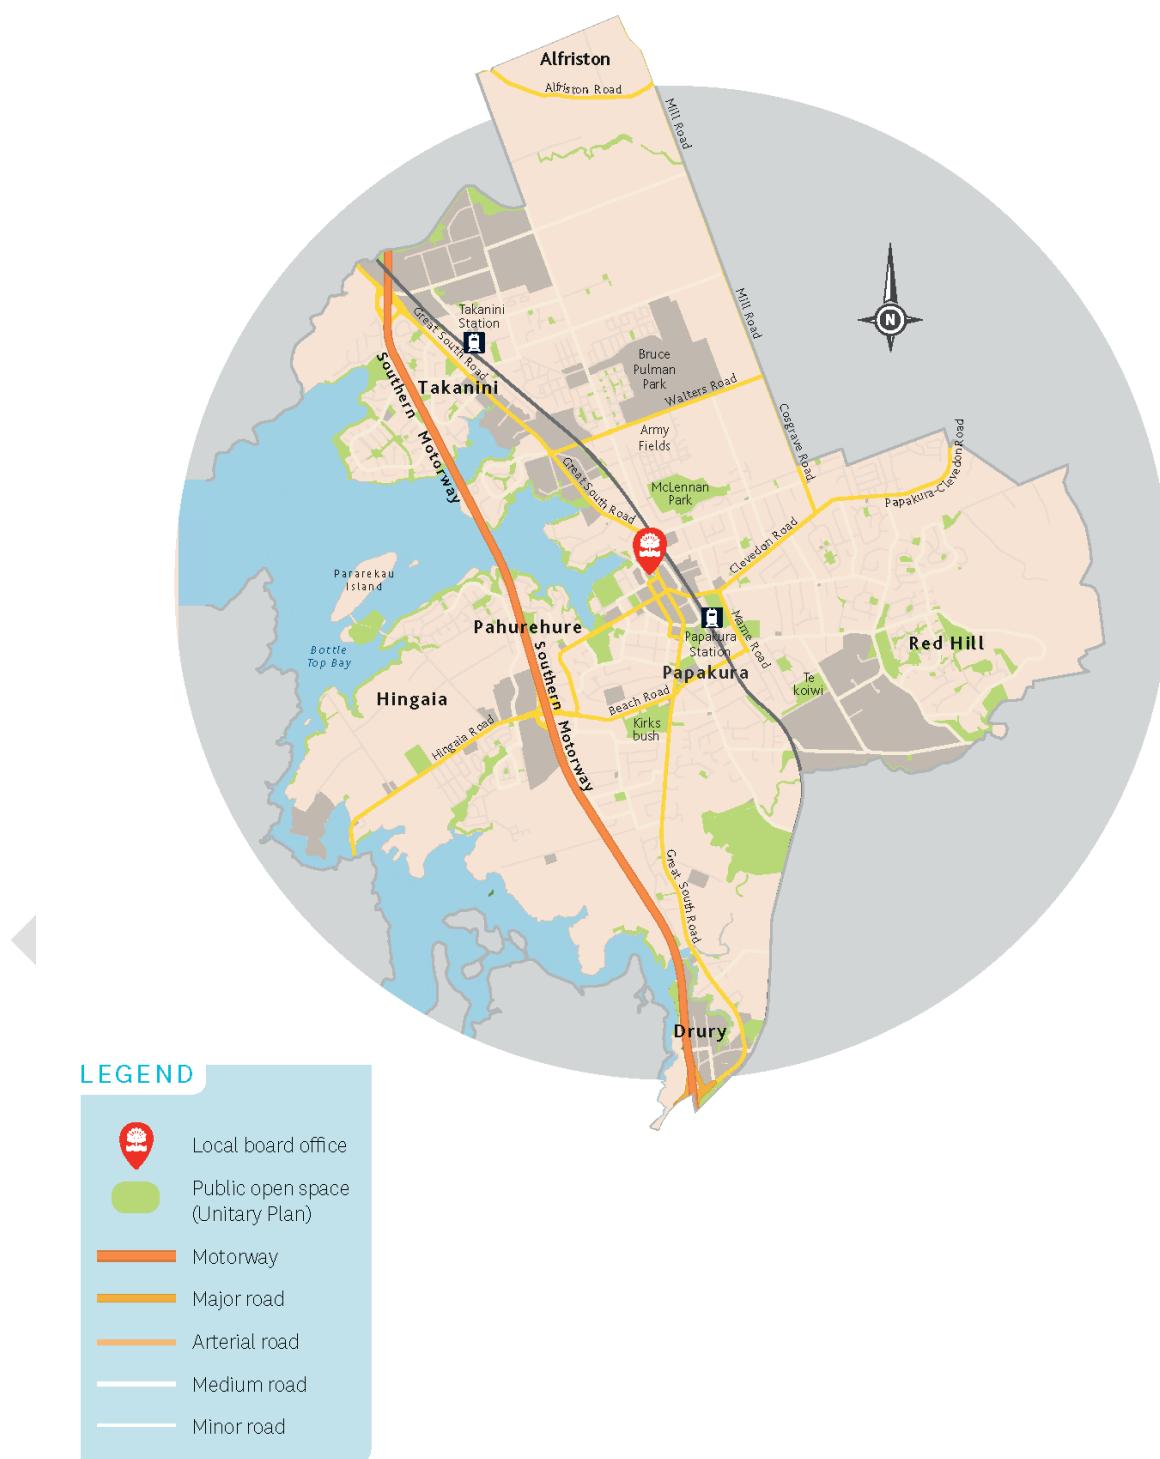 Alfriston
Alfriston Road
Mill Road
Takanini
Station
Great South Road
Mill Road
Southern Motorway
Takanini
Bruce
Pulman
Park
Walters Road
Army
Fields
Cosgrave Road
Great South Road
McLennan
Park
Papakura-Clevedon Road
Clevedon Road
Pararekau
Island
Pahurehure
Bottle
Top Bay
Southern Motorway
Papakura
Station
Marne Road
Red Hill
Papakura
Te
koiwi
Hingaia
Beach Road
Hingaia Road
Kirks
bush
Great South Road
Drury
N
LEGEND
Local board office
Public open space
(Unitary Plan)
Motorway
Major road
Arterial road
Medium road
Minor road